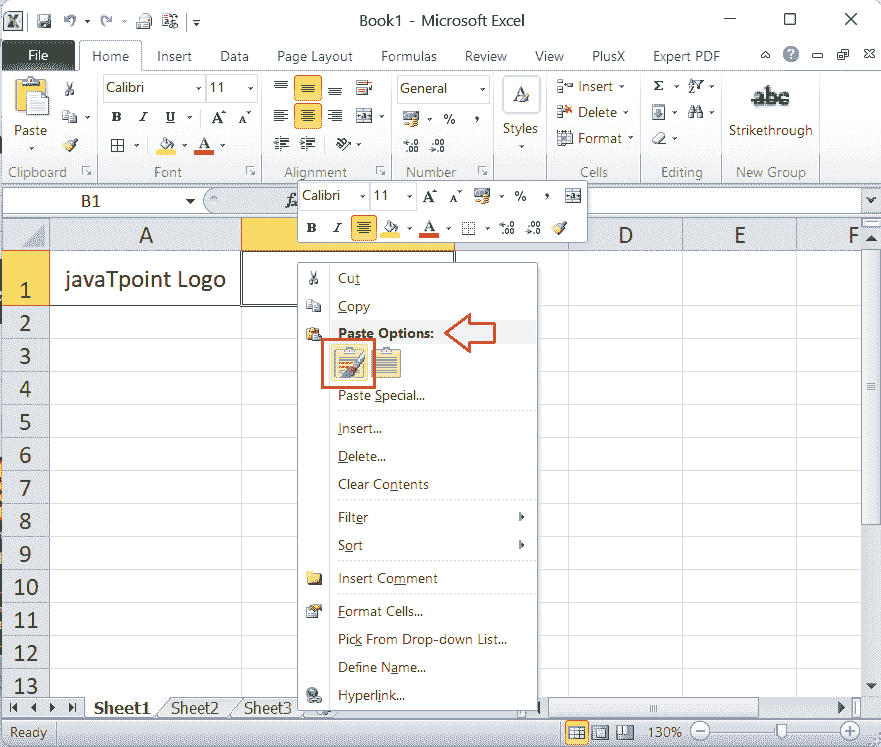 Book1 - Microsoft Excel
File Home Insert Data Page Layout Formulas Review View PlusX Expert PDF
Calibri 11 General Σ Insert abc
Paste B I U % , Styles Delete Strikethrough
Format
Clipboard Font Alignment Number Cells Editing New Group
B1 Calibri 11 A A % ,
B I A
A D E F
1 javaTpoint Logo
2
3
4
5
6
7
8
9
10
11
12
13
Cut
Copy
Paste Options:
Paste Special...
Insert...
Delete...
Clear Contents
Filter
Sort
Insert Comment
Format Cells...
Pick From Drop-down List...
Define Name...
Hyperlink...
Sheet1 Sheet2 Sheet3
Ready 130%